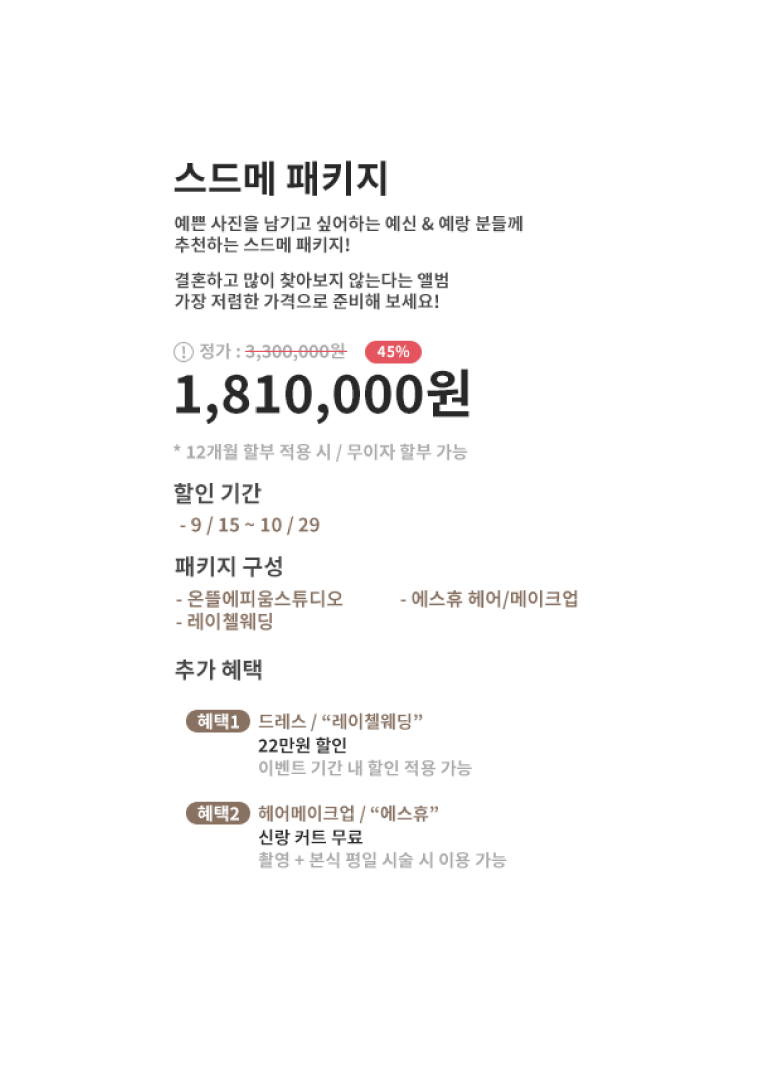 스드메 패키지
예쁜 사진을 남기고 싶어하는 예신 & 예랑 분들께
추천하는 스드메 패키지!
결혼하고 많이 찾아보지 않는다는 앨범
가장 저렴한 가격으로 준비해 보세요!
! 정가 : 3,300,000원 45%
1,810,000원
* 12개월 할부 적용 시 / 무이자 할부 가능
할인 기간
- 9 / 15 ~ 10 / 29
패키지 구성
- 온뜰에피움스튜디오 - 에스휴 헤어/메이크업
- 레이첼웨딩
추가 혜택
혜택1 드레스 / “레이첼웨딩”
22만원 할인
이벤트 기간 내 할인 적용 가능
혜택2 헤어메이크업 / “에스휴”
신랑 커트 무료
촬영 + 본식 평일 시술 시 이용 가능